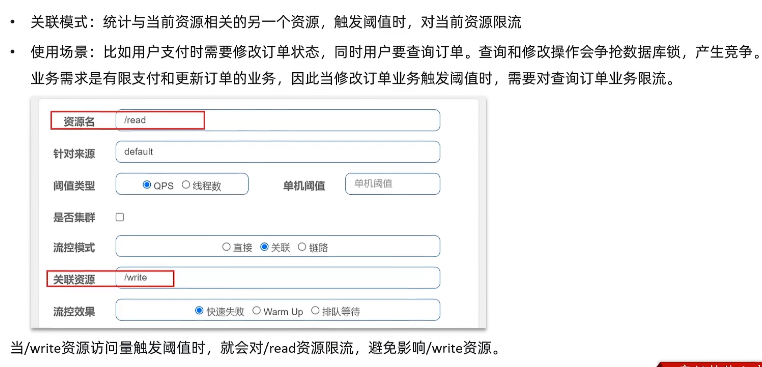 • 关联模式：统计与当前资源相关的另一个资源，触发阈值时，对当前资源限流
• 使用场景：比如用户支付时需要修改订单状态，同时用户要查询订单。查询和修改操作会争抢数据库锁，产生竞争。
业务需求是有限支付和更新订单的业务，因此当修改订单业务触发阈值时，需要对查询订单业务限流。
资源名 /read
针对来源 default
阈值类型 QPS 线程数 单机阈值 单机阈值
是否集群
流控模式 直接 关联 链路
关联资源 /write
流控效果 快速失败 Warm Up 排队等待
当/write资源访问量触发阈值时，就会对/read资源限流，避免影响/write资源。